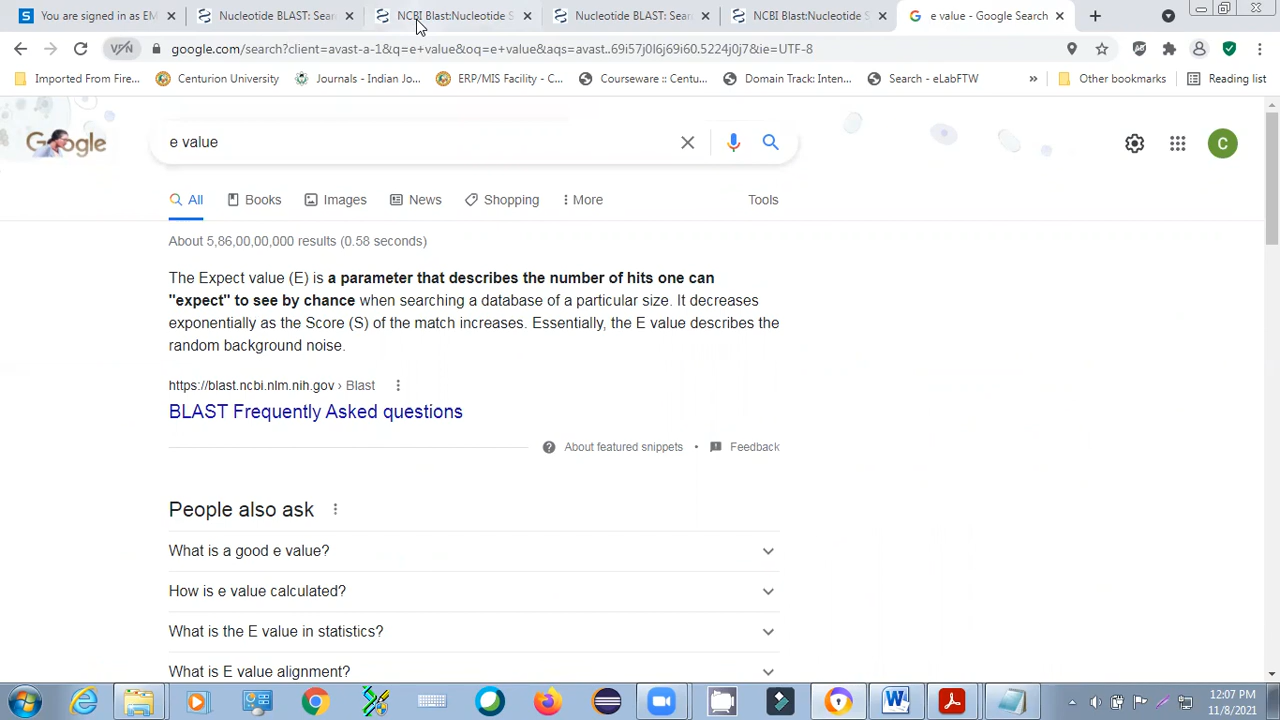 You are signed in as EM
Nucleotide BLAST: Sear
NCBI Blast:Nucleotide S
Nucleotide BLAST: Sear
NCBI Blast:Nucleotide S
e value - Google Search
VPN
google.com/search?client=avast-a-1&q=e+value&oq=e+value&aqs=avast..69i57j0l6j69i60.5224j0j7&ie=UTF-8
Imported From Fire...
Centurion University
Journals - Indian Jo...
ERP/MIS Facility - C...
Courseware :: Centu...
Domain Track: Inten...
Search - eLabFTW
»
Other bookmarks
Reading list
Google
e value
C
All
Books
Images
News
Shopping
More
Tools
About 5,86,00,00,000 results (0.58 seconds)
The Expect value (E) is a parameter that describes the number of hits one can
"expect" to see by chance when searching a database of a particular size. It decreases
exponentially as the Score (S) of the match increases. Essentially, the E value describes the
random background noise.
https://blast.ncbi.nlm.nih.gov › Blast
BLAST Frequently Asked questions
About featured snippets • Feedback
People also ask
What is a good e value?
How is e value calculated?
What is the E value in statistics?
What is E value alignment?
12:07 PM
11/8/2021